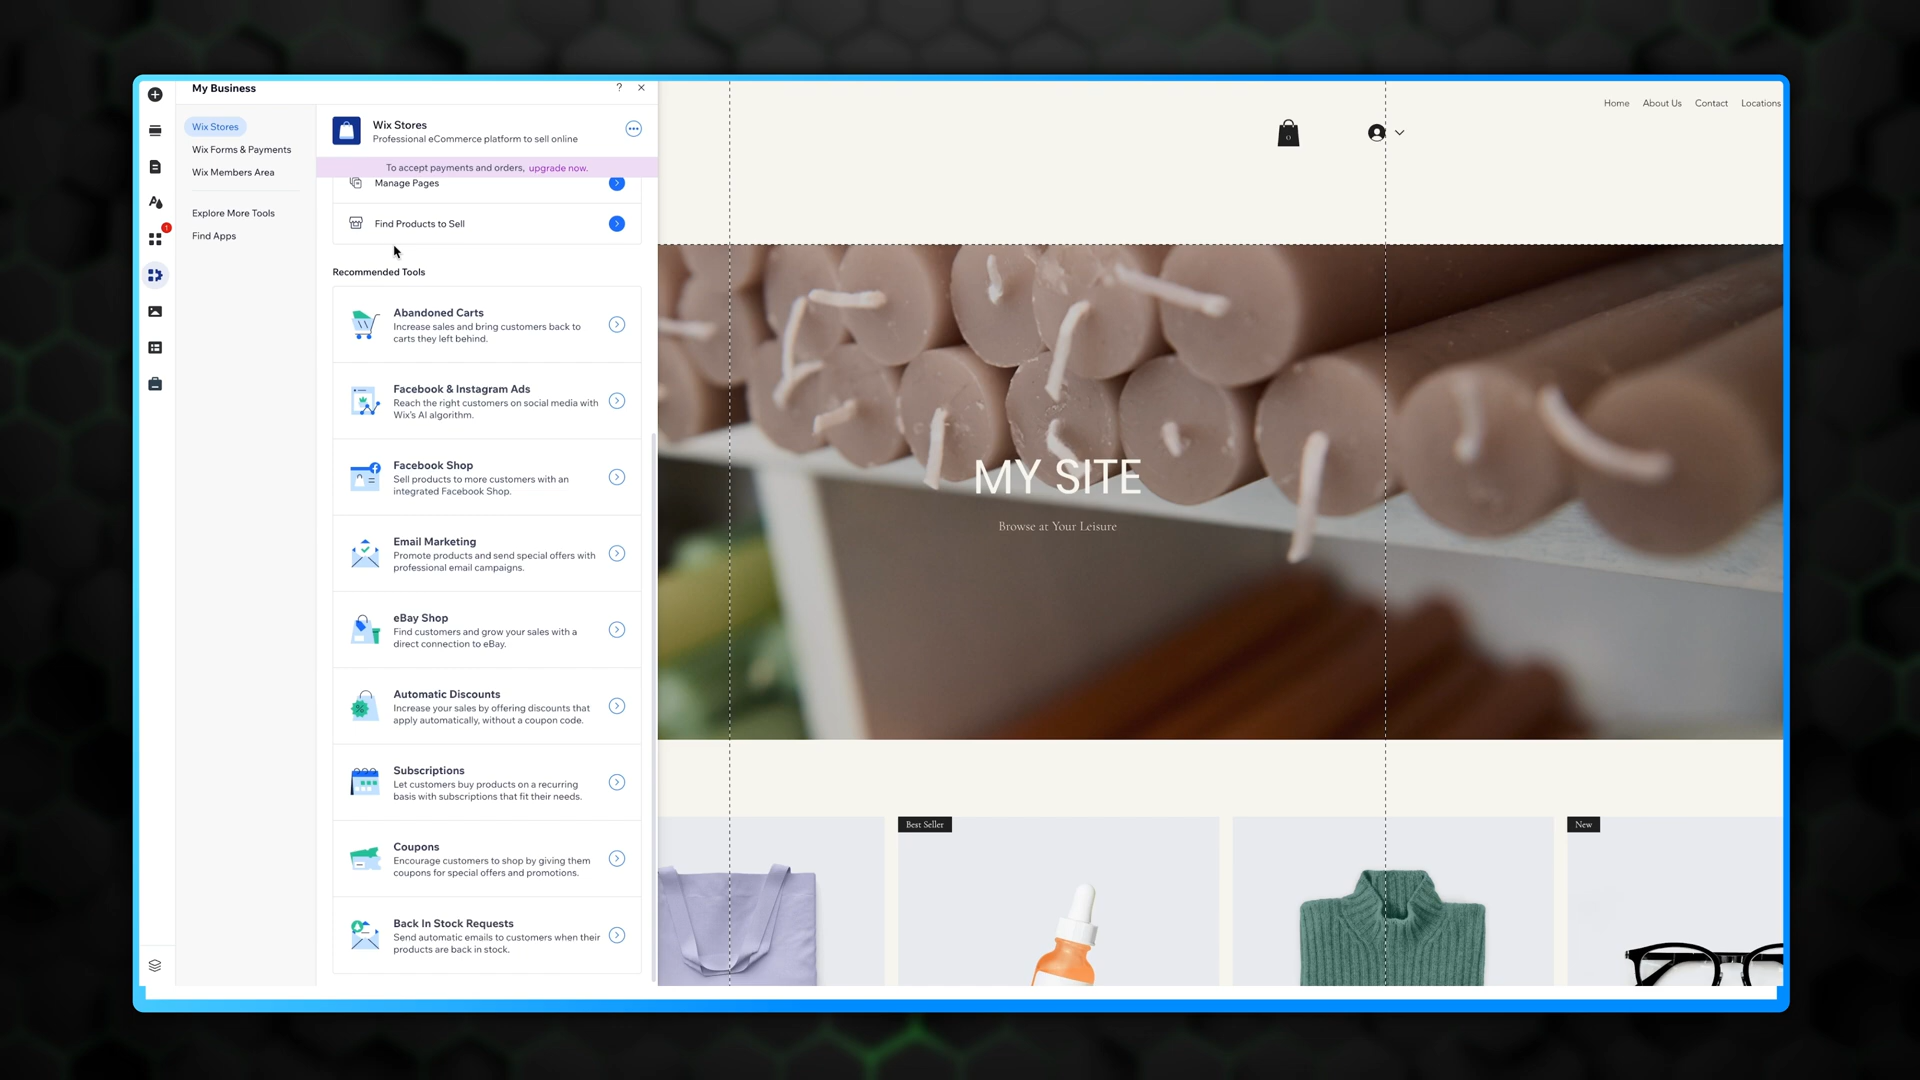 My Business
?
Wix Stores
Wix Forms & Payments
Wix Members Area
Explore More Tools
Find Apps
1
Wix Stores
Professional eCommerce platform to sell online
To accept payments and orders, upgrade now.
Manage Pages
Find Products to Sell
Recommended Tools
Abandoned Carts
Increase sales and bring customers back to
carts they left behind.
Facebook & Instagram Ads
Reach the right customers on social media with
Wix's AI algorithm.
Facebook Shop
Sell products to more customers with an
integrated Facebook Shop.
Email Marketing
Promote products and send special offers with
professional email campaigns.
eBay Shop
Find customers and grow your sales with a
direct connection to eBay.
Automatic Discounts
Increase your sales by offering discounts that
apply automatically, without a coupon code.
Subscriptions
Let customers buy products on a recurring
basis with subscriptions that fit their needs.
Coupons
Encourage customers to shop by giving them
coupons for special offers and promotions.
Back In Stock Requests
Send automatic emails to customers when their
products are back in stock.
Home About Us Contact Locations
0
MY SITE
Browse at Your Leisure
Best Seller
New